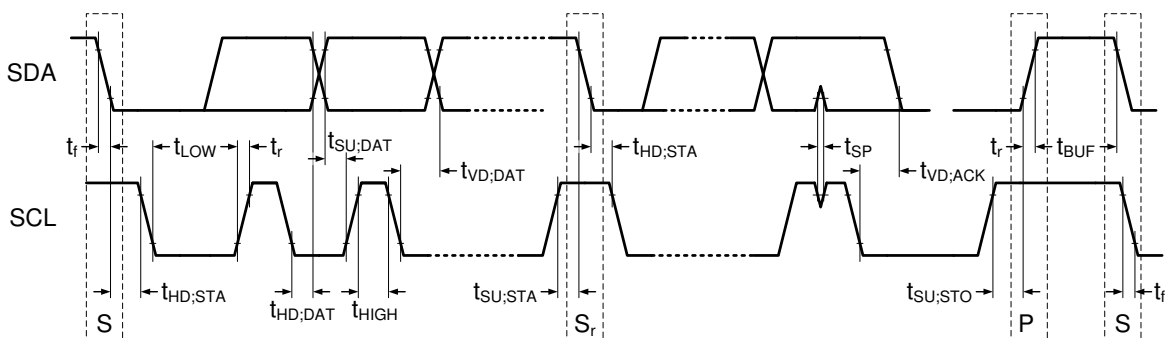 SDA
t_f t_LOW t_r t_SU;DAT t_VD;DAT t_HD;STA t_SP t_VD;ACK t_r t_BUF
SCL
t_HD;STA t_HD;DAT t_HIGH t_SU;STA t_SU;STO t_f
S S_r P S